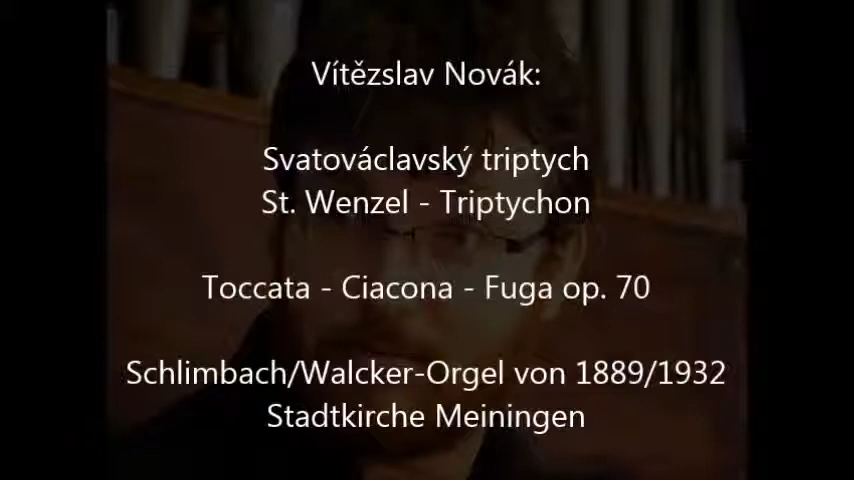 Vítězslav Novák:
Svatováclavský triptych
St. Wenzel - Triptychon
Toccata - Ciacona - Fuga op. 70
Schlimbach/Walcker-Orgel von 1889/1932
Stadtkirche Meiningen